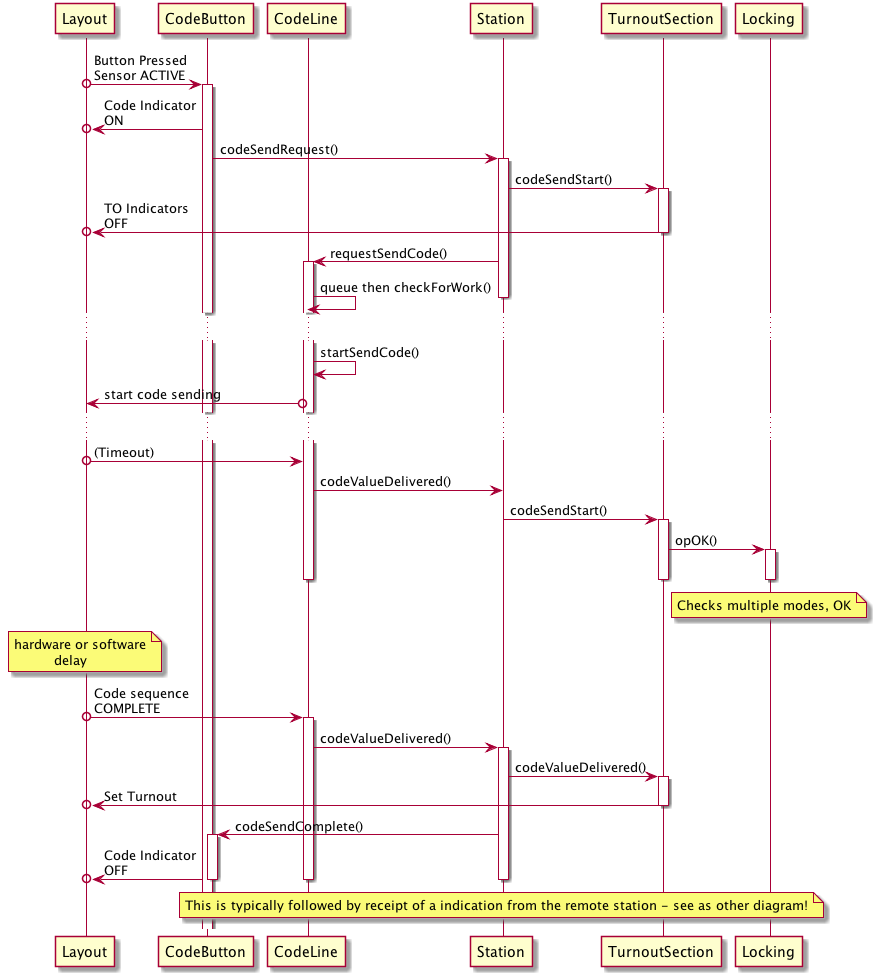 Layout
CodeButton
CodeLine
Station
TurnoutSection
Locking
Button Pressed
Sensor ACTIVE
Code Indicator
ON
codeSendRequest()
codeSendStart()
TO Indicators
OFF
requestSendCode()
queue then checkForWork()
startSendCode()
start code sending
(Timeout)
codeValueDelivered()
codeSendStart()
opOK()
Checks multiple modes, OK
hardware or software
delay
Code sequence
COMPLETE
codeValueDelivered()
codeValueDelivered()
Set Turnout
codeSendComplete()
Code Indicator
OFF
This is typically followed by receipt of a indication from the remote station - see as other diagram!
Layout
CodeButton
CodeLine
Station
TurnoutSection
Locking